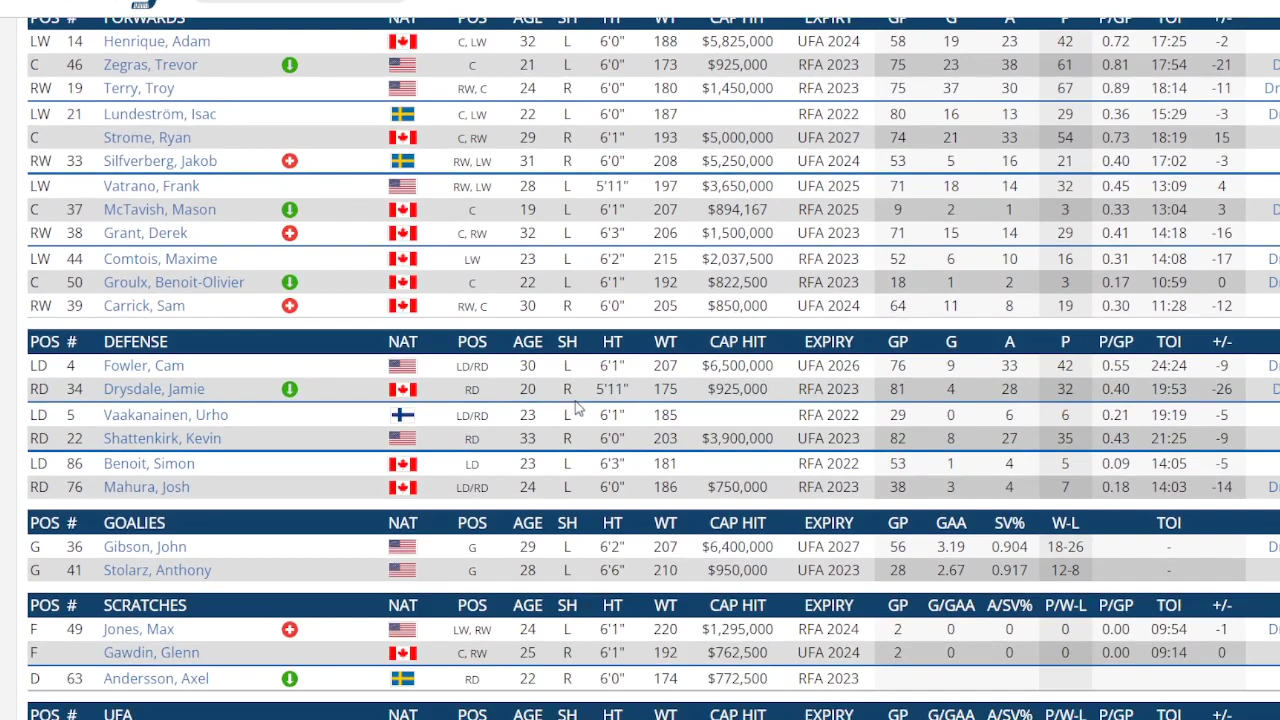 POS # FORWARDS NAT POS AGE SH HT WT CAP HIT EXPIRY GP G A P P/GP TOI +/-
LW 14 Henrique, Adam C, LW 32 L 6'0" 188 $5,825,000 UFA 2024 58 19 23 42 0.72 17:25 -2
C 46 Zegras, Trevor C 21 6'0" RFA 2023 75 23 38 61 -21
RW 19 Terry, Troy RW, C 24 R 6'0" $1,450,000 RFA 2023 75 37 30 67 0.89 18:14 -11
LW 21 Lundeström, Isac C, LW 22 L 6'0" 187 RFA 2022 80 16 13 29 0.36 15:29 -3
C Strome, Ryan C, RW 29 R 6'1" 193 $5,000,000 UFA 2027 74 21 33 54 0.73 18:19 15
RW 33 Silfverberg, Jakob RW, LW 31 R 6'0" $5,250,000 UFA 2024 53 5 16 21 17:02 -3
LW Vatrano, Frank RW, LW 28 L 5'11" 197 $3,650,000 UFA 2025 71 18 14 32 0.45 13:09 4
C 37 McTavish, Mason C 19 L 6'1" 207 $894,167 RFA 2025 9 2 1 3 0.33 13:04 3
RW 38 Grant, Derek C, RW 32 L 6'3" 206 $1,500,000 UFA 2023 71 15 14 29 0.41 14:18 -16
LW 44 Comtois, Maxime LW 23 L 6'2" 215 $2,037,500 RFA 2023 52 6 10 16 0.31 14:08 -17
C 50 Groulx, Benoit-Olivier C 22 L 6'1" 192 $822,500 RFA 2023 18 1 2 3 0.17 10:59 0
RW 39 Carrick, Sam RW, C 30 R 6'0" 205 $850,000 UFA 2024 64 11 8 19 0.30 11:28 -12
POS # DEFENSE NAT POS AGE SH HT WT CAP HIT EXPIRY GP G A P P/GP TOI +/-
LD 4 Fowler, Cam LD/RD 30 L 6'1" 207 $6,500,000 UFA 2026 76 9 33 42 0.55 24:24 -9
RD 34 Drysdale, Jamie RD 20 R 5'11" 175 $925,000 RFA 2023 81 4 28 32 0.40 19:53 -26
LD 5 Vaakanainen, Urho LD/RD 23 L 6'1" RFA 2022 29 0 6 6 0.21 19:19 -5
RD 22 Shattenkirk, Kevin RD 33 R 6'0" $3,900,000 UFA 2023 82 8 27 35 0.43 21:23 -9
LD 86 Benoit, Simon LD 23 L 6'3" 181 RFA 2022 53 1 4 5 0.09 14:05 -5
RD 76 Mahura, Josh LD/RD 24 L 6'0" 186 $750,000 RFA 2023 38 3 4 7 0.18 14:03 -14
POS # GOALIES NAT POS AGE SH HT WT CAP HIT EXPIRY GP GAA SV% W-L TOI
G 36 Gibson, John G 29 L 6'2" 207 $6,400,000 UFA 2027 56 3.19 0.904 18-26 -
G 41 Stolarz, Anthony G 28 L 6'6" $950,000 UFA 2023 28 2.67 0.917 12-8 -
POS # SCRATCHES NAT POS AGE SH HT WT CAP HIT EXPIRY GP G/GAA A/SV% P/W-L P/GP TOI +/-
F 49 Jones, Max LW, RW 24 L 6'1" $1,295,000 RFA 2024 2 0 0 0 0.00 09:54 -1
F Gawdin, Glenn C, RW 25 R 6'1" 192 $762,500 UFA 2024 2 0 0 0 0.00 09:14 0
D 63 Andersson, Axel RD 22 R 6'0" 174 $772,500 RFA 2023
POS # UFA NAT POS AGE SH HT WT CAP HIT EXPIRY GP G/GAA A/SV% P/W-L P/GP TOI +/-